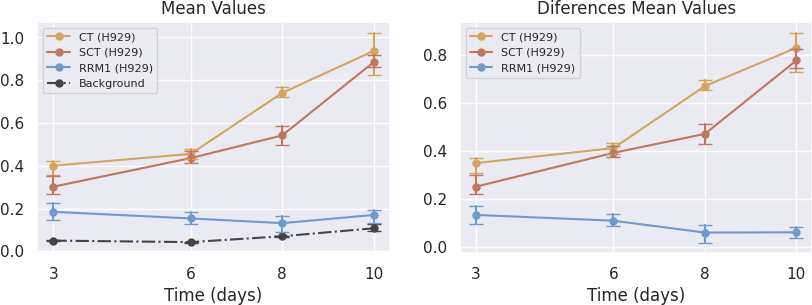 Mean Values
1.0
0.8
0.6
0.4
0.2
0.0
CT (H929)
SCT (H929)
RRM1 (H929)
Background
3
6
8
10
Time (days)
Diferences Mean Values
0.8
0.6
0.4
0.2
0.0
CT (H929)
SCT (H929)
RRM1 (H929)
3
6
8
10
Time (days)